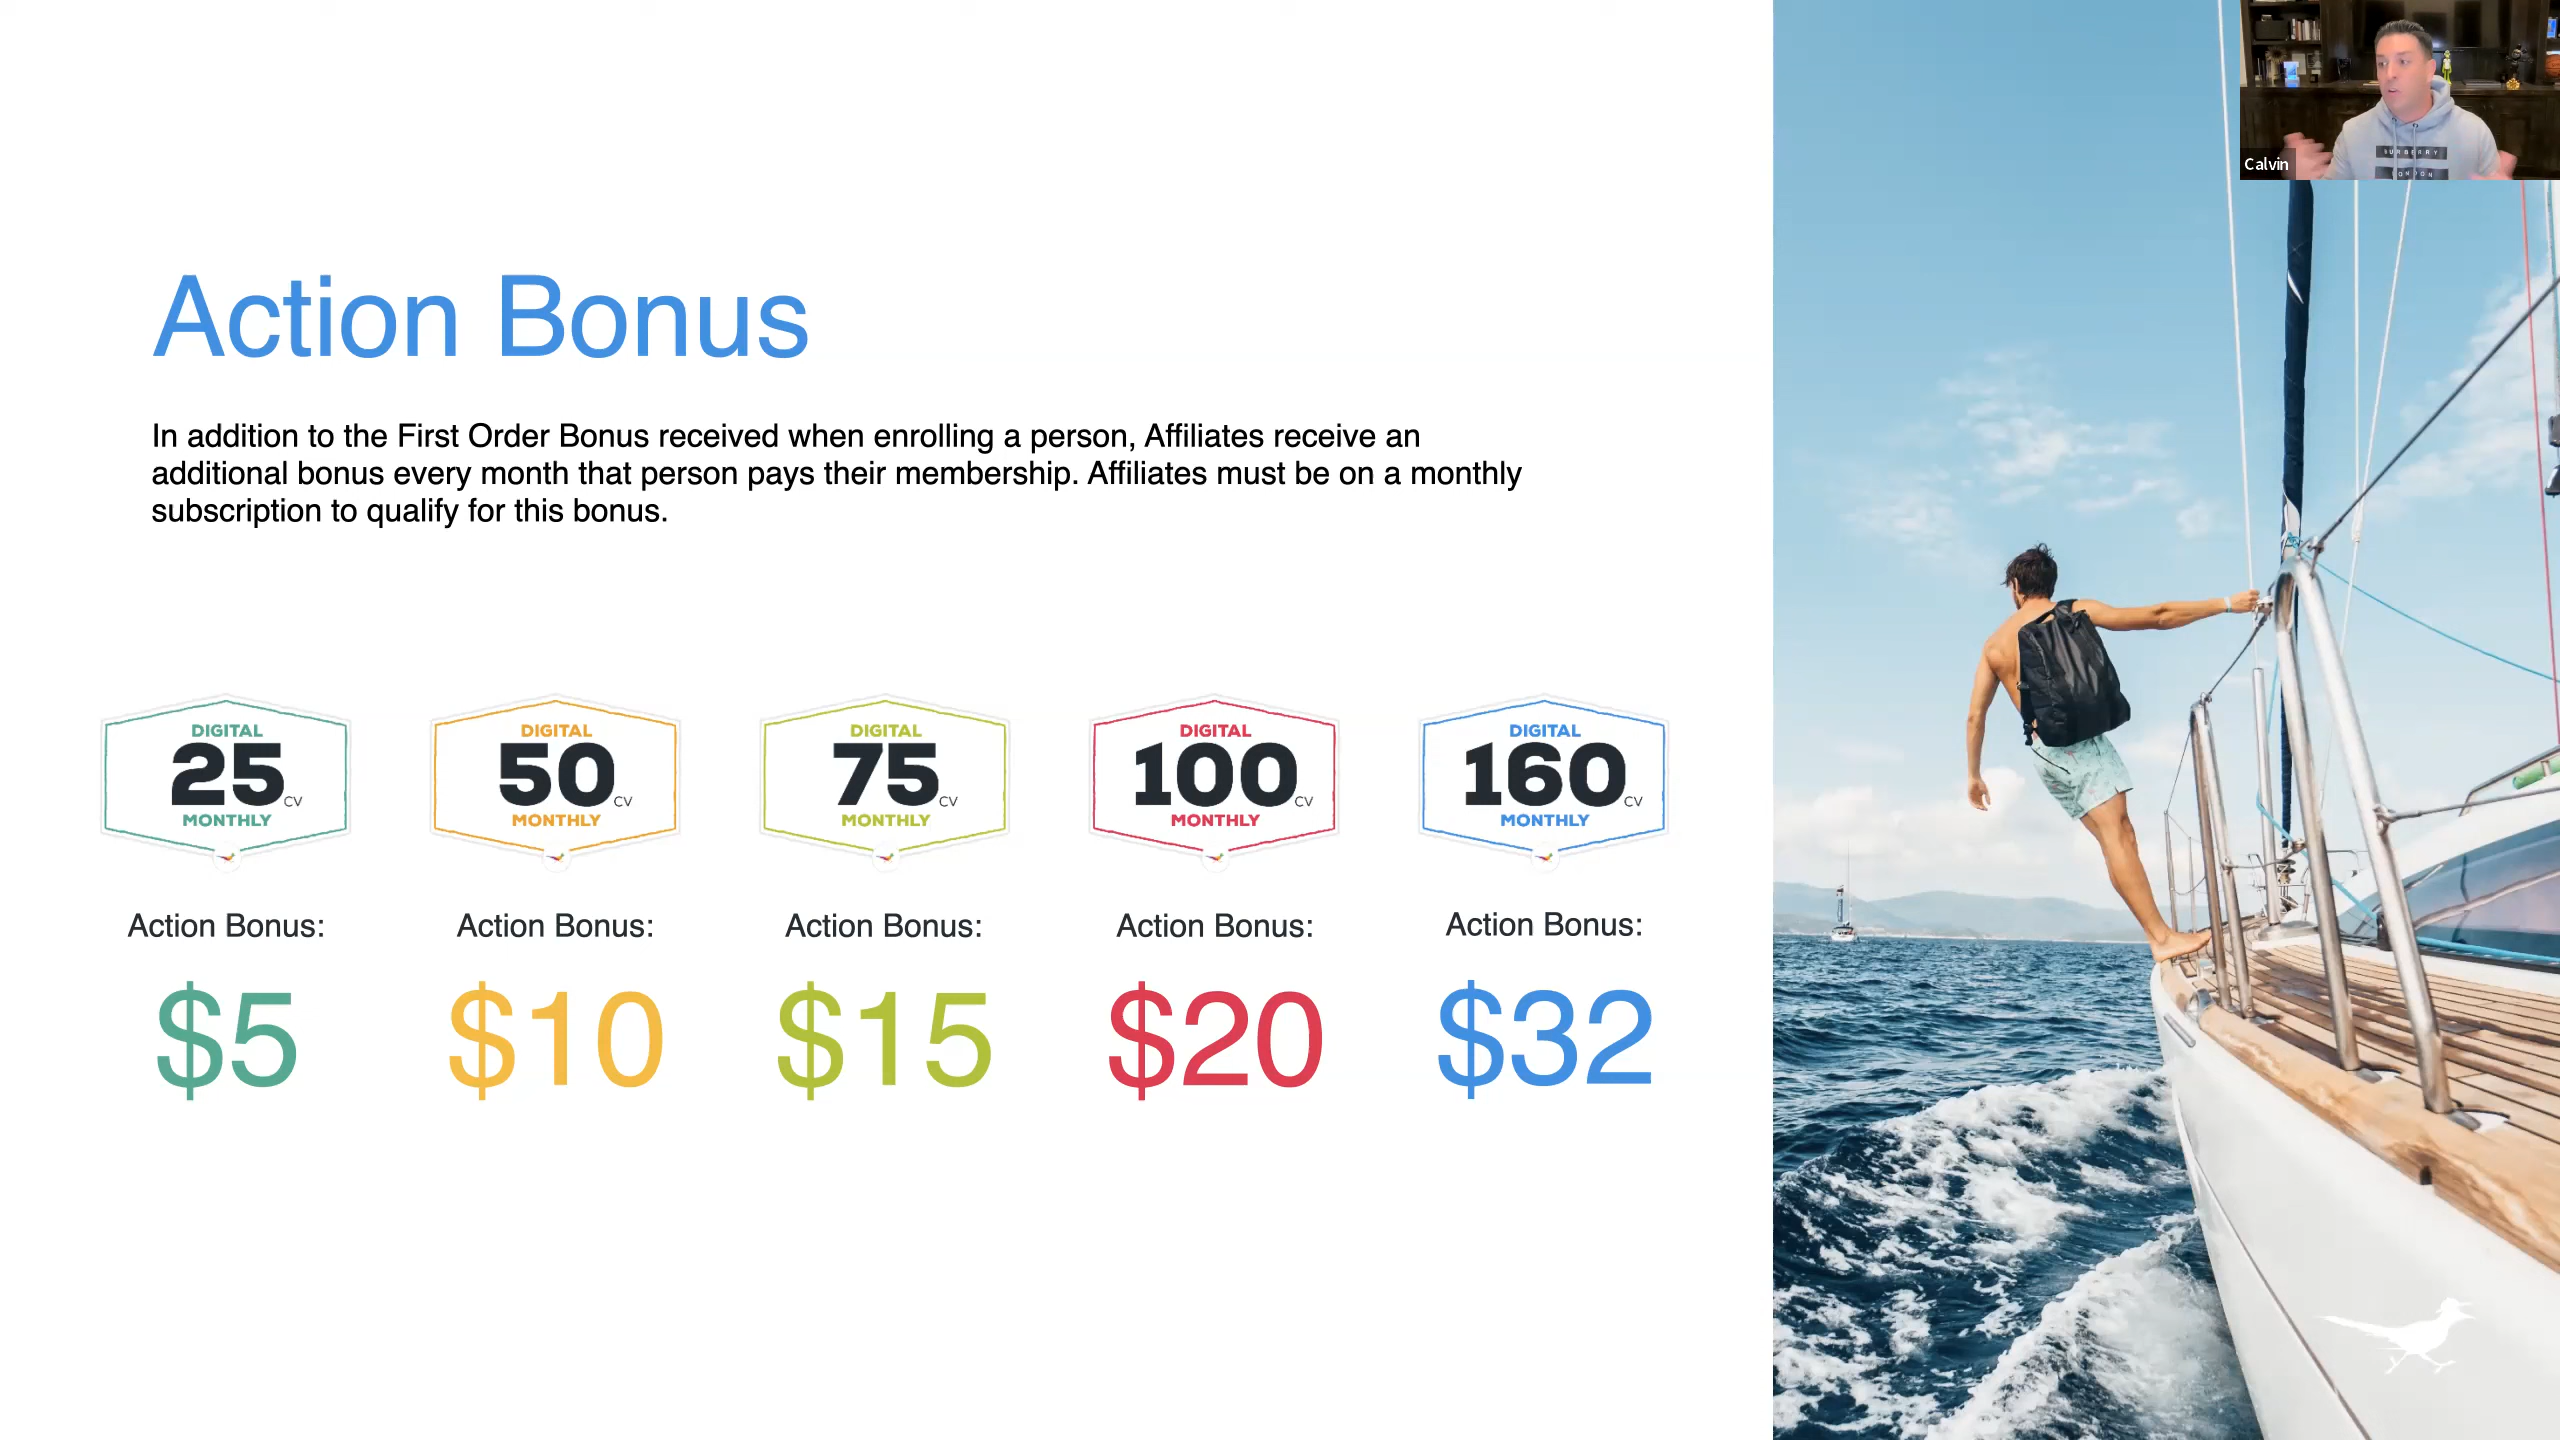 Action Bonus
In addition to the First Order Bonus received when enrolling a person, Affiliates receive an
additional bonus every month that person pays their membership. Affiliates must be on a monthly
subscription to qualify for this bonus.
DIGITAL
25 CV
MONTHLY
Action Bonus:
$5
DIGITAL
50 CV
MONTHLY
Action Bonus:
$10
DIGITAL
75 CV
MONTHLY
Action Bonus:
$15
DIGITAL
100 CV
MONTHLY
Action Bonus:
$20
DIGITAL
160 CV
MONTHLY
Action Bonus:
$32
BURBERRY
LONDON
Calvin